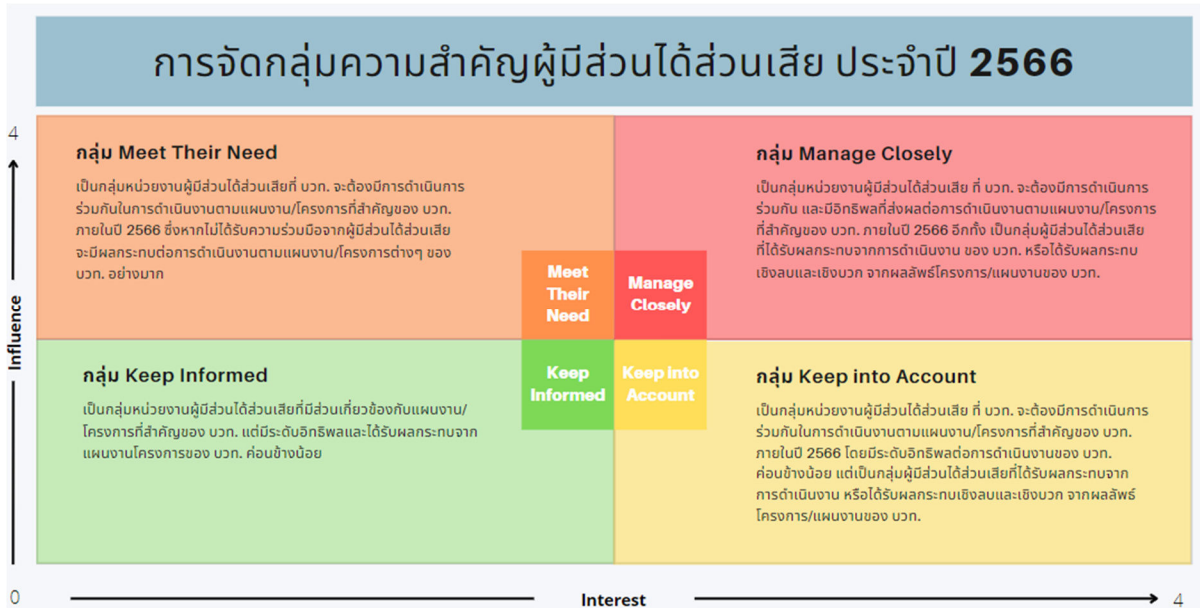 การจัดกลุ่มความสำคัญผู้มีส่วนได้ส่วนเสีย ประจำปี 2566
4
กลุ่ม Meet Their Need
เป็นกลุ่มหน่วยงานผู้มีส่วนได้ส่วนเสียที่ บวท. จะต้องมีการดำเนินการ
ร่วมกันในการดำเนินงานตามแผนงาน/โครงการที่สำคัญของ บวท.
ภายในปี 2566 ซึ่งหากไม่ได้รับความร่วมมือจากผู้มีส่วนได้ส่วนเสีย
จะมีผลกระทบต่อการดำเนินงานตามแผนงาน/โครงการต่างๆ ของ
บวท. อย่างมาก
กลุ่ม Manage Closely
เป็นกลุ่มหน่วยงานผู้มีส่วนได้ส่วนเสีย ที่ บวท. จะต้องมีการดำเนินการ
ร่วมกัน และมีอิทธิพลที่ส่งผลต่อการดำเนินงานตามแผนงาน/โครงการ
ที่สำคัญของ บวท. ภายในปี 2566 อีกทั้ง เป็นกลุ่มผู้มีส่วนได้ส่วนเสีย
ที่ได้รับผลกระทบจากการดำเนินงาน ของ บวท. หรือได้รับผลกระทบ
เชิงลบและเชิงบวก จากผลลัพธ์โครงการ/แผนงานของ บวท.
Meet
Their
Need
Manage
Closely
Influence
Keep
Informed
Keep into
Account
กลุ่ม Keep Informed
เป็นกลุ่มหน่วยงานผู้มีส่วนได้ส่วนเสียที่มีส่วนเกี่ยวข้องกับแผนงาน/
โครงการที่สำคัญของ บวท. แต่มีระดับอิทธิพลและได้รับผลกระทบจาก
แผนงานโครงการของ บวท. ค่อนข้างน้อย
กลุ่ม Keep into Account
เป็นกลุ่มหน่วยงานผู้มีส่วนได้ส่วนเสีย ที่ บวท. จะต้องมีการดำเนินการ
ร่วมกันในการดำเนินงานตามแผนงาน/โครงการที่สำคัญของ บวท.
ภายในปี 2566 โดยมีระดับอิทธิพลต่อการดำเนินงานของ บวท.
ค่อนข้างน้อย แต่เป็นกลุ่มผู้มีส่วนได้ส่วนเสียที่ได้รับผลกระทบจาก
การดำเนินงาน หรือได้รับผลกระทบเชิงลบและเชิงบวก จากผลลัพธ์
โครงการ/แผนงานของ บวท.
0
Interest
4